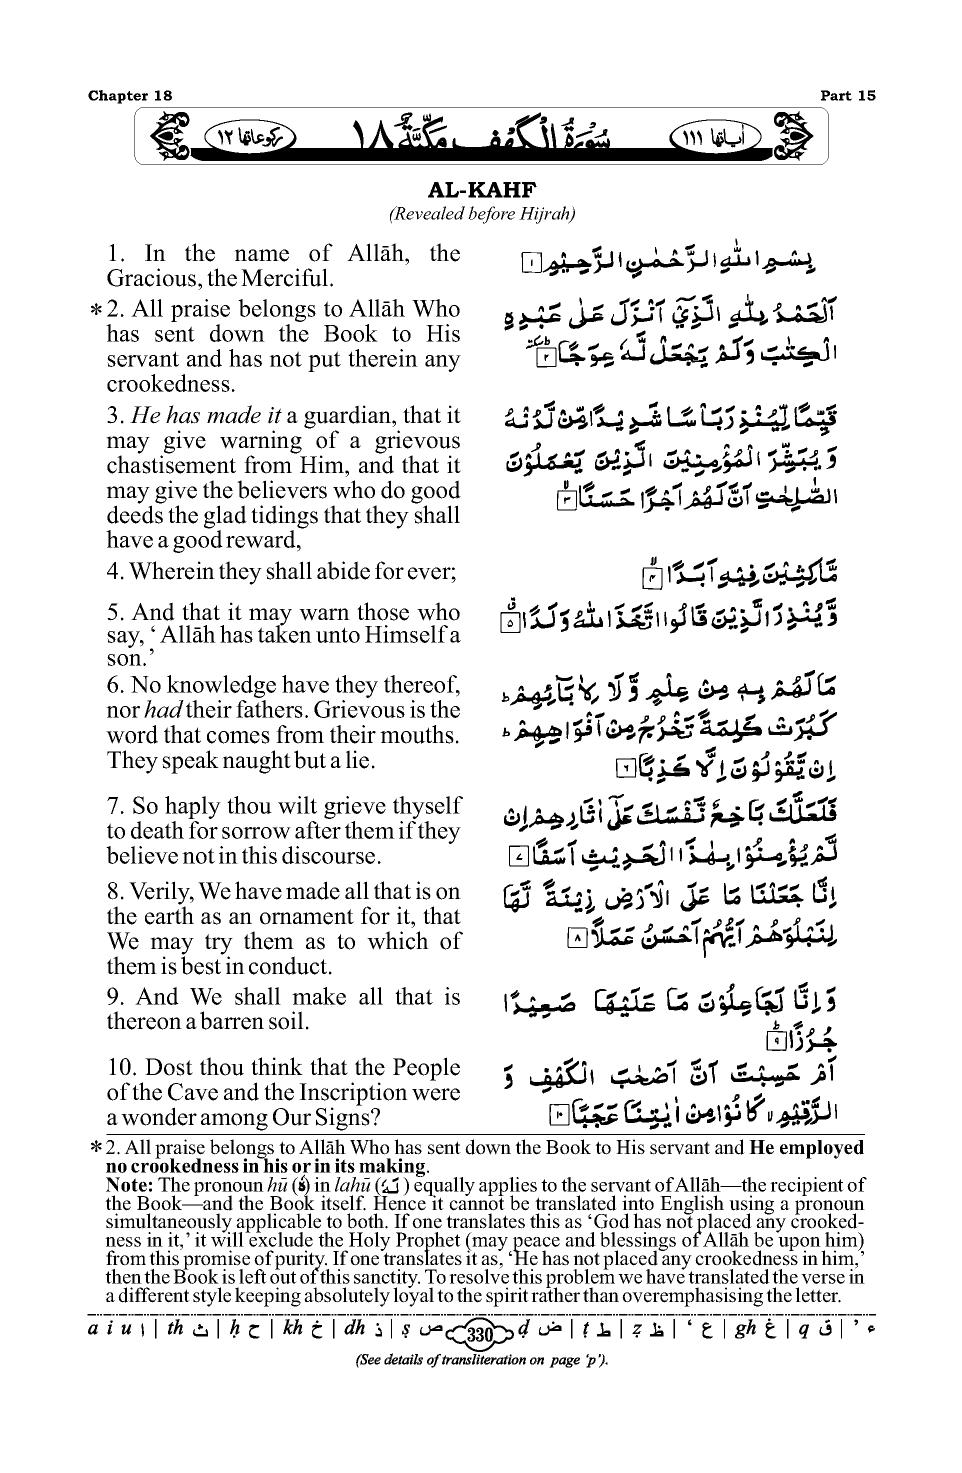 Chapter 18
Part 15
رکوعاتها ١٢
سُوْرَةُ الْكَهْفِ مَكِّيَّةٌ ١٨
اٰياتها ١١١
AL-KAHF
(Revealed before Hijrah)
1. In the name of Allāh, the
Gracious, the Merciful.
بِسْمِ اللّٰهِ الرَّحْمٰنِ الرَّحِيْمِ ١
* 2. All praise belongs to Allāh Who
has sent down the Book to His
servant and has not put therein any
crookedness.
اَلْحَمْدُ لِلّٰهِ الَّذِيْٓ اَنْزَلَ عَلٰى عَبْدِهِ
الْكِتٰبَ وَلَمْ يَجْعَلْ لَّهٗ عِوَجًا ٢
3. He has made it a guardian, that it
may give warning of a grievous
chastisement from Him, and that it
may give the believers who do good
deeds the glad tidings that they shall
have a good reward,
قَيِّمًا لِّيُنْذِرَ بَاْسًا شَدِيْدًا مِّنْ لَّدُنْهُ
وَ يُبَشِّرَ الْمُؤْمِنِيْنَ الَّذِيْنَ يَعْمَلُوْنَ
الصّٰلِحٰتِ اَنَّ لَهُمْ اَجْرًا حَسَنًا ٣
4. Wherein they shall abide for ever;
مَّاكِثِيْنَ فِيْهِ اَبَدًا ٤
5. And that it may warn those who
say, ‘Allāh has taken unto Himself a
son.’
وَّيُنْذِرَ الَّذِيْنَ قَالُوا اتَّخَذَ اللّٰهُ وَلَدًا ٥
6. No knowledge have they thereof,
nor had their fathers. Grievous is the
word that comes from their mouths.
They speak naught but a lie.
مَا لَهُمْ بِهٖ مِنْ عِلْمٍ وَّ لَا لِاٰبَآئِهِمْ ؕ
كَبُرَتْ كَلِمَةً تَخْرُجُ مِنْ اَفْوَاهِهِمْ ؕ
اِنْ يَّقُوْلُوْنَ اِلَّا كَذِبًا ٦
7. So haply thou wilt grieve thyself
to death for sorrow after them if they
believe not in this discourse.
فَلَعَلَّكَ بَاخِعٌ نَّفْسَكَ عَلٰٓى اٰثَارِهِمْ اِنْ
لَّمْ يُؤْمِنُوْا بِهٰذَا الْحَدِيْثِ اَسَفًا ٧
8. Verily, We have made all that is on
the earth as an ornament for it, that
We may try them as to which of
them is best in conduct.
اِنَّا جَعَلْنَا مَا عَلَى الْاَرْضِ زِيْنَةً لَّهَا
لِنَبْلُوَهُمْ اَيُّهُمْ اَحْسَنُ عَمَلًا ٨
9. And We shall make all that is
thereon a barren soil.
وَ اِنَّا لَجَاعِلُوْنَ مَا عَلَيْهَا صَعِيْدًا
جُرُزًا ٩
10. Dost thou think that the People
of the Cave and the Inscription were
a wonder among Our Signs?
اَمْ حَسِبْتَ اَنَّ اَصْحٰبَ الْكَهْفِ وَ
الرَّقِيْمِ ۙ كَانُوْا مِنْ اٰيٰتِنَا عَجَبًا ١٠
* 2. All praise belongs to Allāh Who has sent down the Book to His servant and He employed
no crookedness in his or in its making.
Note: The pronoun hū (هٗ) in lahū (لَهٗ) equally applies to the servant of Allāh—the recipient of
the Book—and the Book itself. Hence it cannot be translated into English using a pronoun
simultaneously applicable to both. If one translates this as ‘God has not placed any crooked-
ness in it,’ it will exclude the Holy Prophet (may peace and blessings of Allāh be upon him)
from this promise of purity. If one translates it as, ‘He has not placed any crookedness in him,’
then the Book is left out of this sanctity. To resolve this problem we have translated the verse in
a different style keeping absolutely loyal to the spirit rather than overemphasising the letter.
a i u ا | th ث | ḥ ح | kh خ | dh ذ | ṣ ص 330 ḍ ض | ṭ ط | ẓ ظ | ‘ ع | gh غ | q ق | ’ ء
(See details of transliteration on page ‘p’).